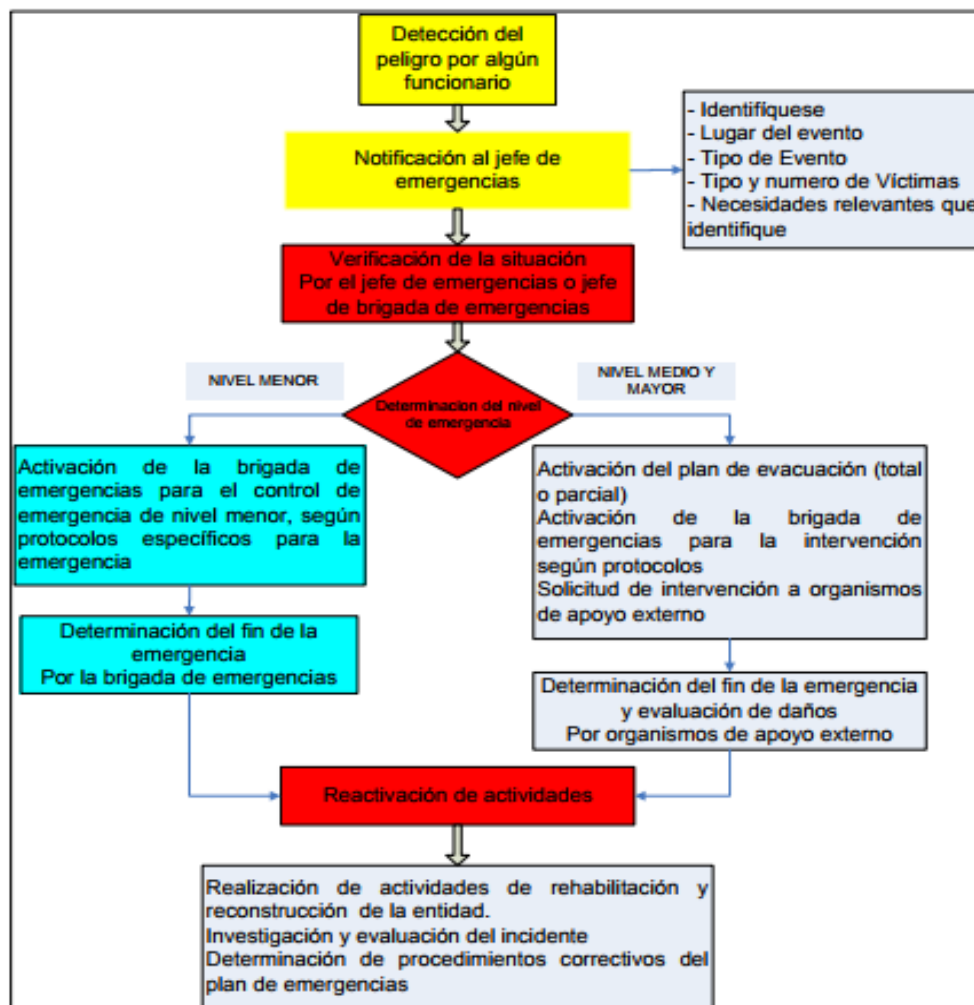 Detección del
peligro por algún
funcionario
Notificación al jefe de
emergencias
- Identifíquese
- Lugar del evento
- Tipo de Evento
- Tipo y numero de Víctimas
- Necesidades relevantes que
identifique
Verificación de la situación
Por el jefe de emergencias o jefe
de brigada de emergencias
NIVEL MENOR
NIVEL MEDIO Y
MAYOR
Determinacion del nivel
de emergencia
Activación de la brigada de
emergencias para el control de
emergencia de nivel menor, según
protocolos específicos para la
emergencia
Activación del plan de evacuación (total
o parcial)
Activación de la brigada de
emergencias para la intervención
según protocolos
Solicitud de intervención a organismos
de apoyo externo
Determinación del fin de la
emergencia
Por la brigada de emergencias
Determinación del fin de la emergencia
y evaluación de daños
Por organismos de apoyo externo
Reactivación de actividades
Realización de actividades de rehabilitación y
reconstrucción de la entidad.
Investigación y evaluación del incidente
Determinación de procedimientos correctivos del
plan de emergencias